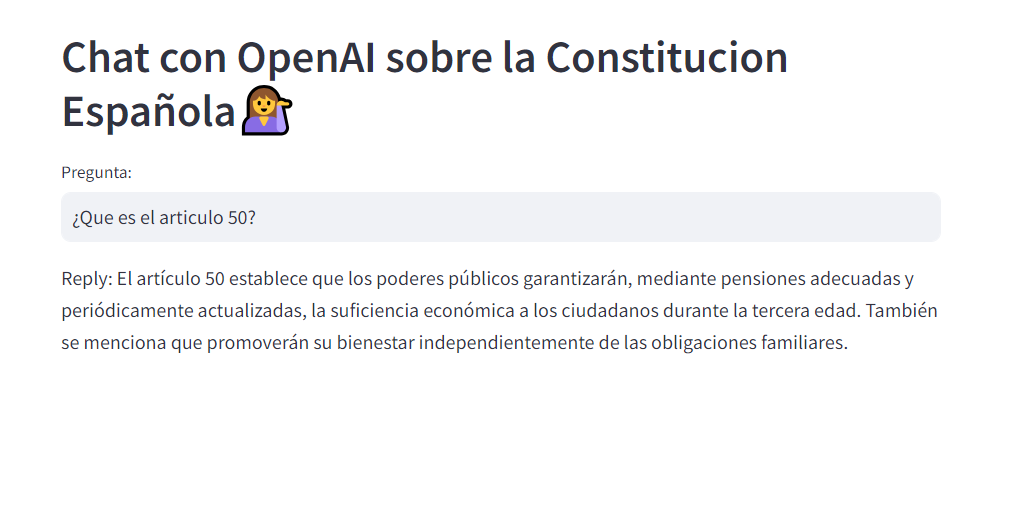 Chat con OpenAI sobre la Constitucion
Española💁‍♀️
Pregunta:
¿Que es el articulo 50?
Reply: El artículo 50 establece que los poderes públicos garantizarán, mediante pensiones adecuadas y
periódicamente actualizadas, la suficiencia económica a los ciudadanos durante la tercera edad. También
se menciona que promoverán su bienestar independientemente de las obligaciones familiares.